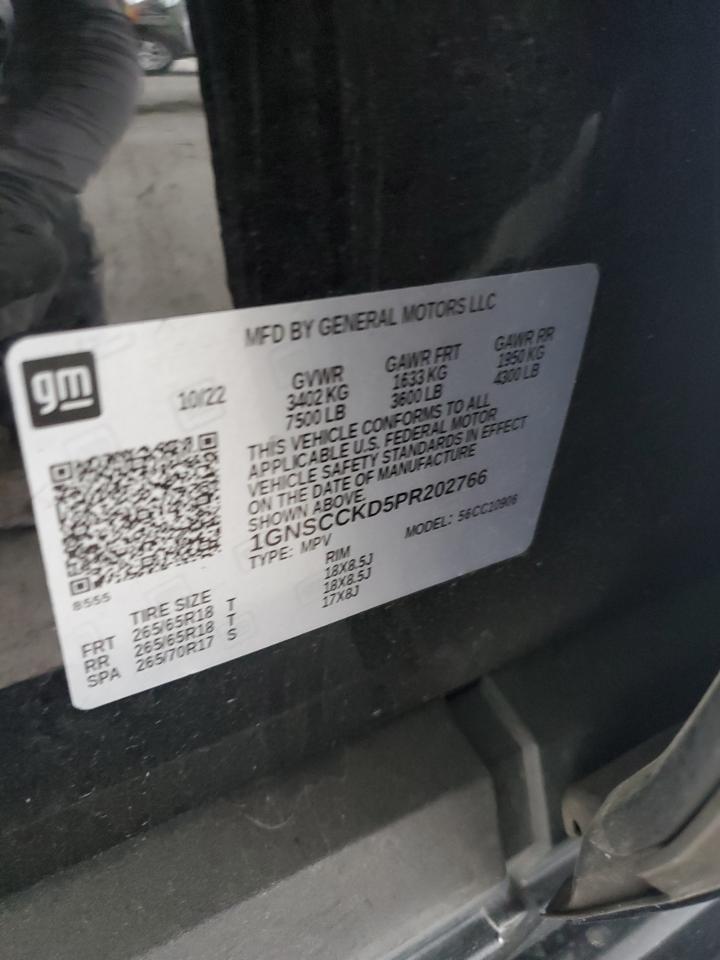 MFD BY GENERAL MOTORS LLC
gm
10/22
GVWR
3402 KG
7500 LB
GAWR FRT
1633 KG
3600 LB
GAWR RR
1950 KG
4300 LB
THIS VEHICLE CONFORMS TO ALL
APPLICABLE U.S. FEDERAL MOTOR
VEHICLE SAFETY STANDARDS IN EFFECT
ON THE DATE OF MANUFACTURE
SHOWN ABOVE.
1GNSCCKD5PR202766
TYPE: MPV
MODEL: 56CC10906
8555
TIRE SIZE RIM
FRT 265/65R18 T 18X8.5J
RR 265/65R18 T 18X8.5J
SPA 265/70R17 S 17X8J